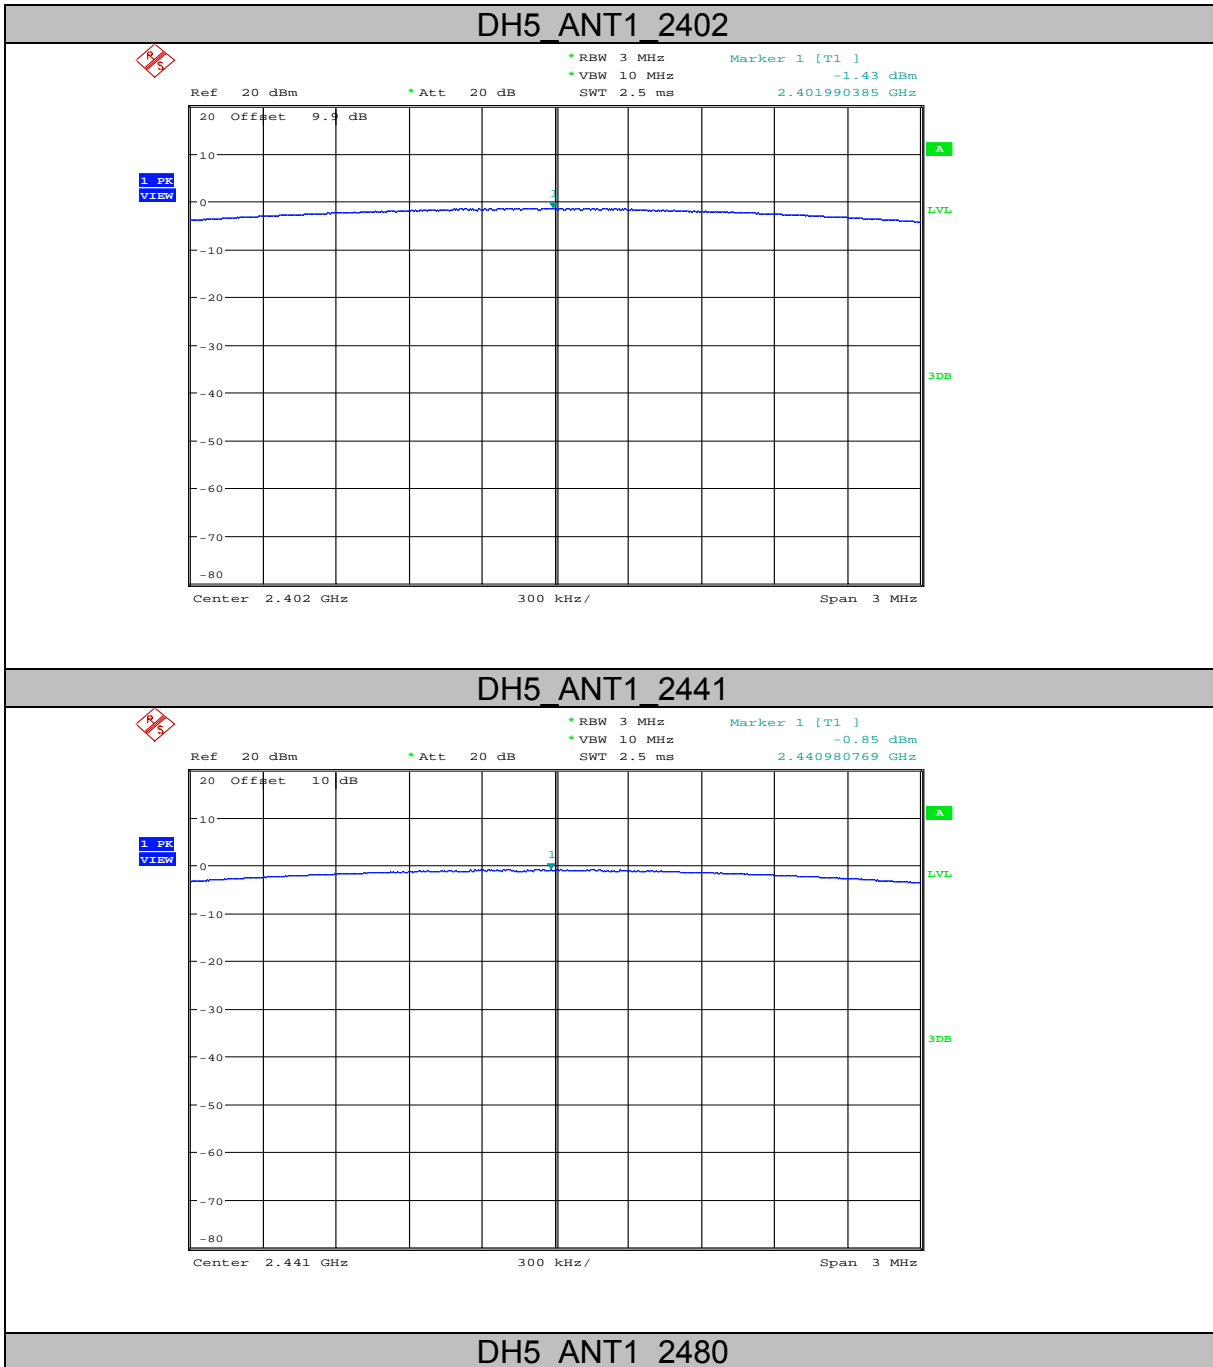 DH5_ANT1_2402
R S
* RBW 3 MHz Marker 1 [T1 ]
* VBW 10 MHz -1.43 dBm
Ref 20 dBm * Att 20 dB SWT 2.5 ms 2.401990385 GHz
20 Offset 9.9 dB
10
A
1 PK
VIEW
1
0
LVL
-10
-20
-30
3DB
-40
-50
-60
-70
-80
Center 2.402 GHz 300 kHz/ Span 3 MHz
DH5_ANT1_2441
R S
* RBW 3 MHz Marker 1 [T1 ]
* VBW 10 MHz -0.85 dBm
Ref 20 dBm * Att 20 dB SWT 2.5 ms 2.440980769 GHz
20 Offset 10 dB
10
A
1 PK
VIEW
1
0
LVL
-10
-20
-30
3DB
-40
-50
-60
-70
-80
Center 2.441 GHz 300 kHz/ Span 3 MHz
DH5_ANT1_2480